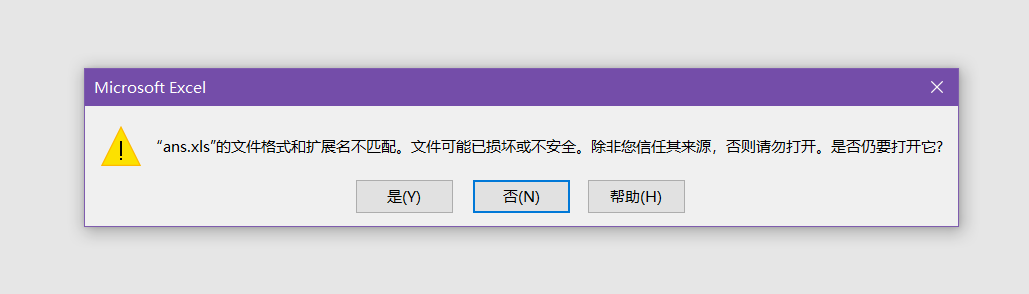 Microsoft Excel
“ans.xls”的文件格式和扩展名不匹配。文件可能已损坏或不安全。除非您信任其来源，否则请勿打开。是否仍要打开它?
是(Y)
否(N)
帮助(H)